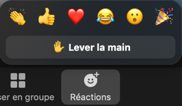 Lever la main
ser en groupe
Réactions